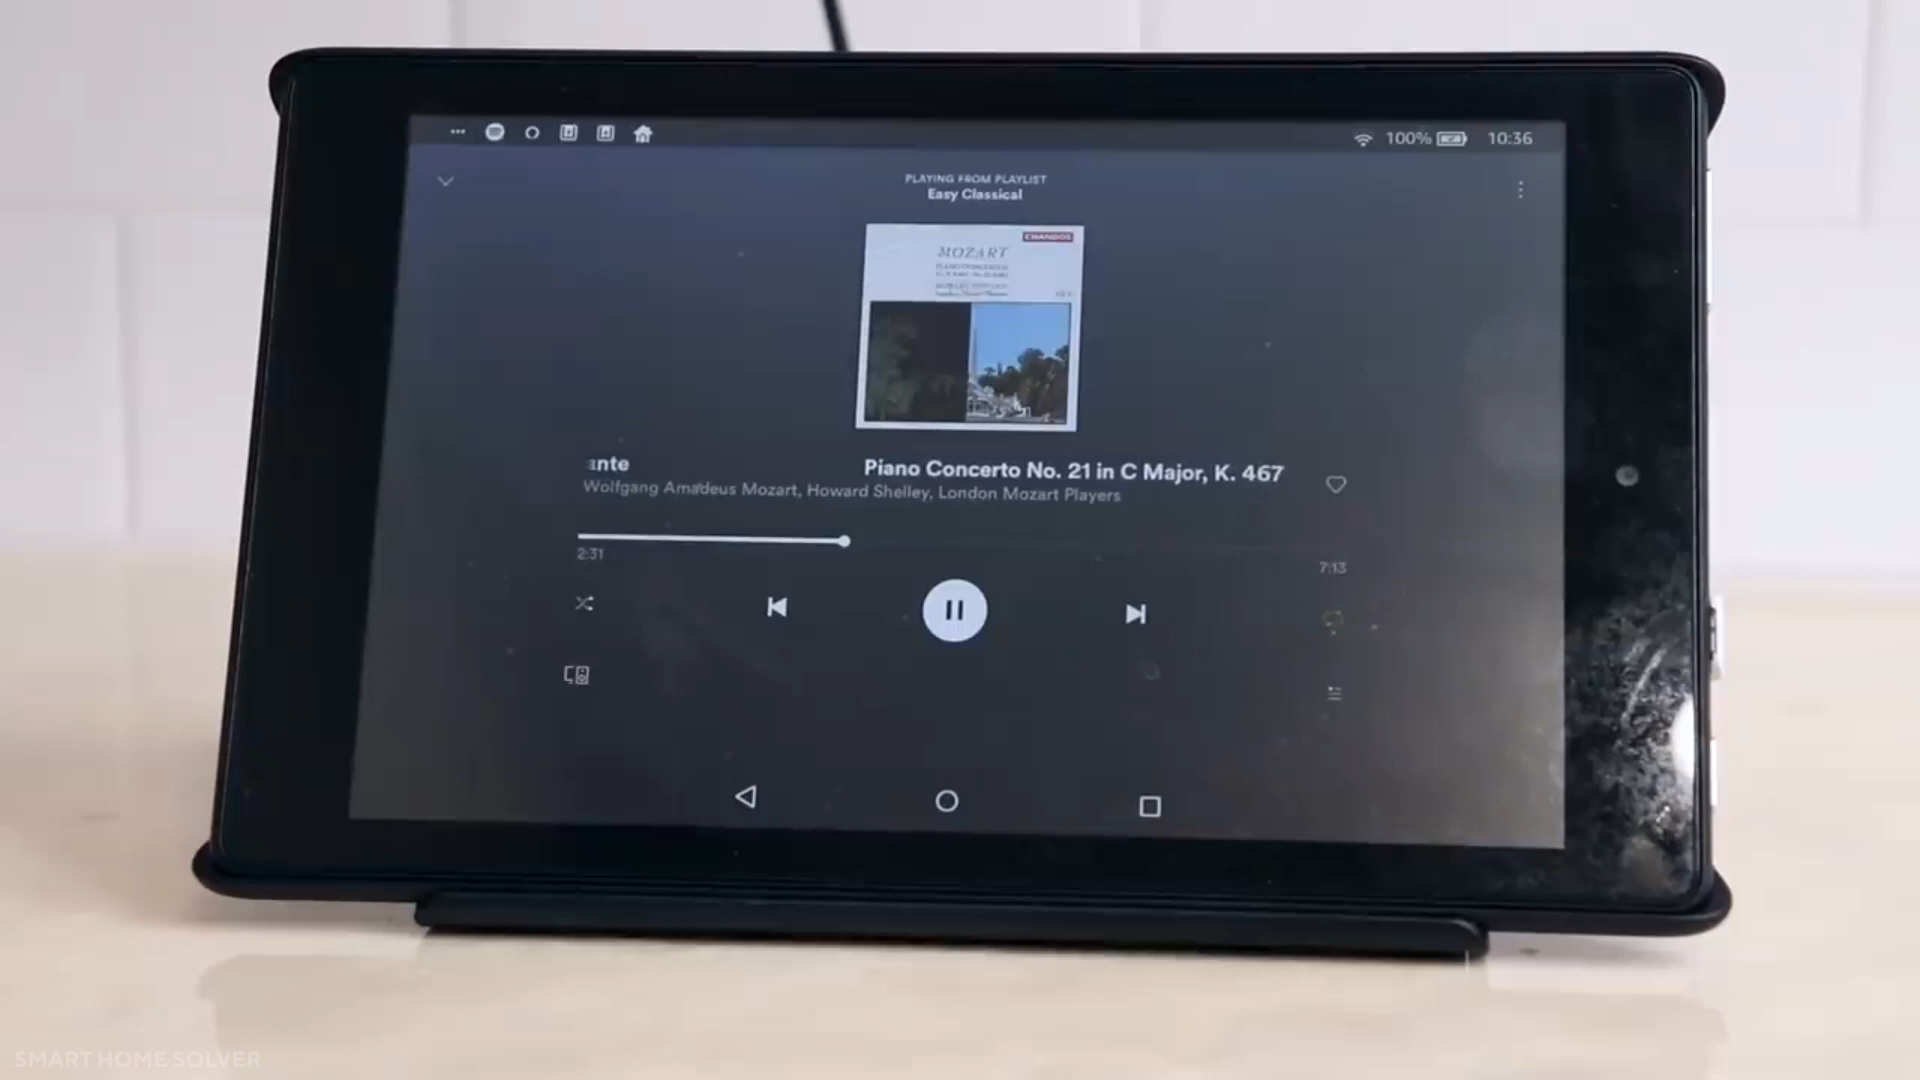 100% 10:36
PLAYING FROM PLAYLIST
Easy Classical
CHANDOS
MOZART
ante Piano Concerto No. 21 in C Major, K. 467
Wolfgang Amadeus Mozart, Howard Shelley, London Mozart Players
2:31
7:13
SMART HOME SOLVER